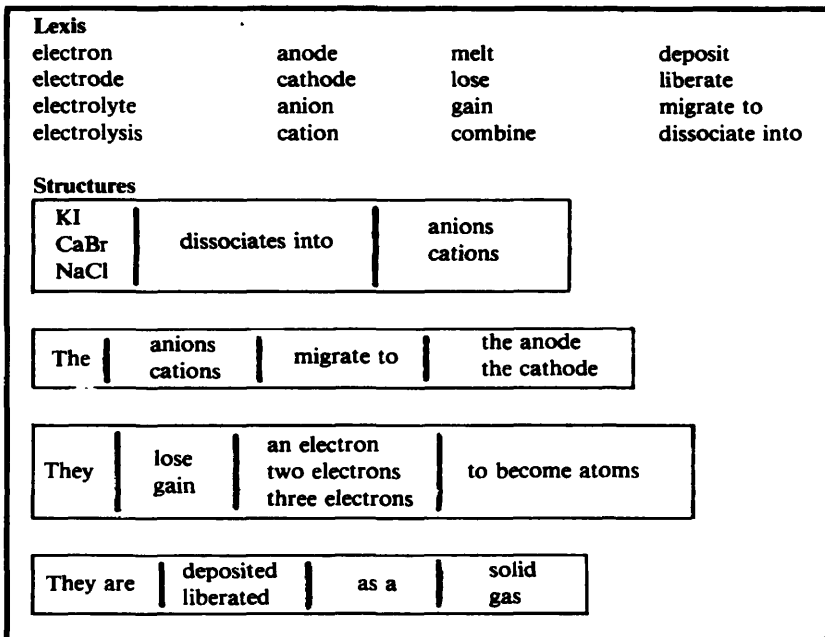 Lexis
electron anode melt deposit
electrode cathode lose liberate
electrolyte anion gain migrate to
electrolysis cation combine dissociate into
Structures
KI
CaBr
NaCl
dissociates into
anions
cations
The
anions
cations
migrate to
the anode
the cathode
They
lose
gain
an electron
two electrons
three electrons
to become atoms
They are
deposited
liberated
as a
solid
gas